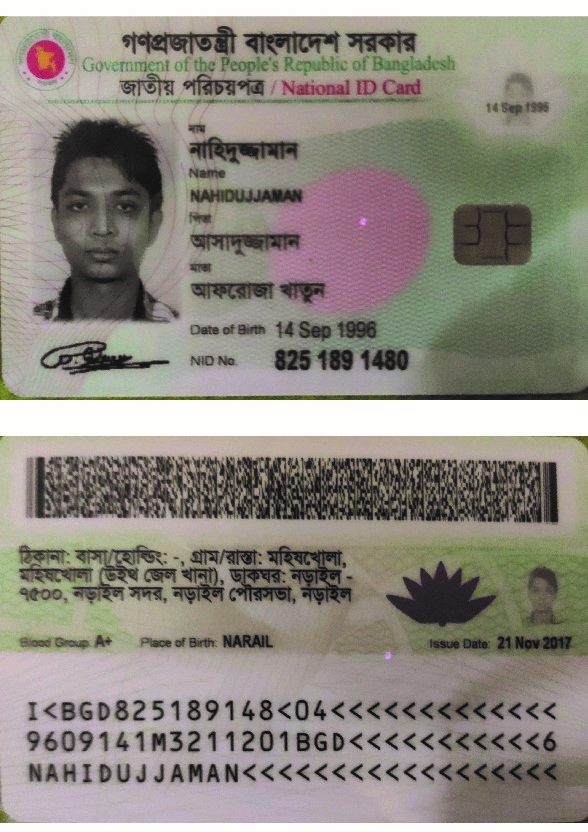 গণপ্রজাতন্ত্রী বাংলাদেশ সরকার
Government of the People's Republic of Bangladesh
জাতীয় পরিচয়পত্র / National ID Card
14 Sep 1996
নাম
নাহিদুজ্জামান
Name
NAHIDUJJAMAN
পিতা
আসাদুজ্জামান
মাতা
আফরোজা খাতুন
Date of Birth 14 Sep 1996
NID No. 825 189 1480
ঠিকানা: বাসা/হোল্ডিং: -, গ্রাম/রাস্তা: মহিষখোলা,
মহিষখোলা (উইথ জেল খানা), ডাকঘর: নড়াইল -
৭৫০০, নড়াইল সদর, নড়াইল পৌরসভা, নড়াইল
Blood Group: A+ Place of Birth: NARAIL Issue Date: 21 Nov 2017
I<BGD825189148<04<<<<<<<<<<<<<
9609141M3211201BGD<<<<<<<<<<<6
NAHIDUJJAMAN<<<<<<<<<<<<<<<<<<